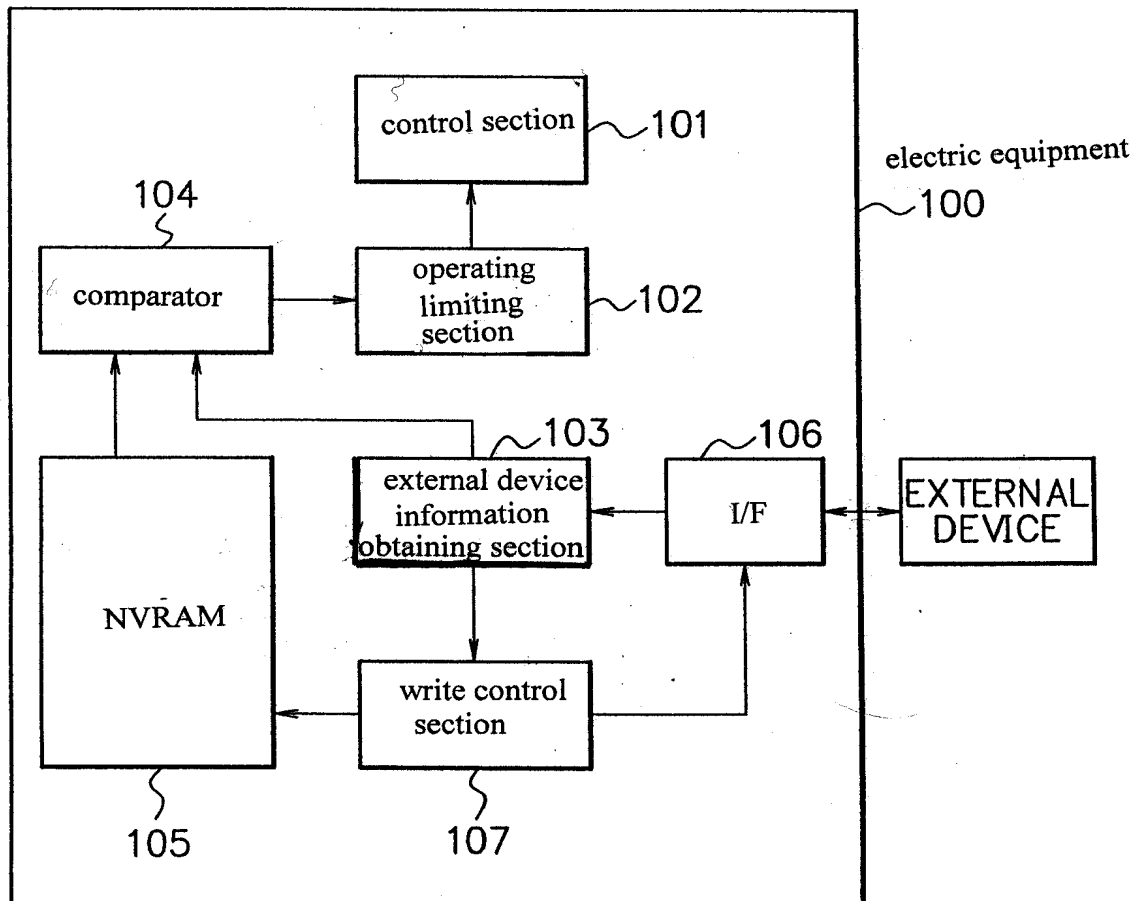 control section
101
electric equipment
100
104
comparator
operating
limiting
section
102
103
106
external device
information
obtaining section
I/F
EXTERNAL
DEVICE
NVRAM
write control
section
105
107